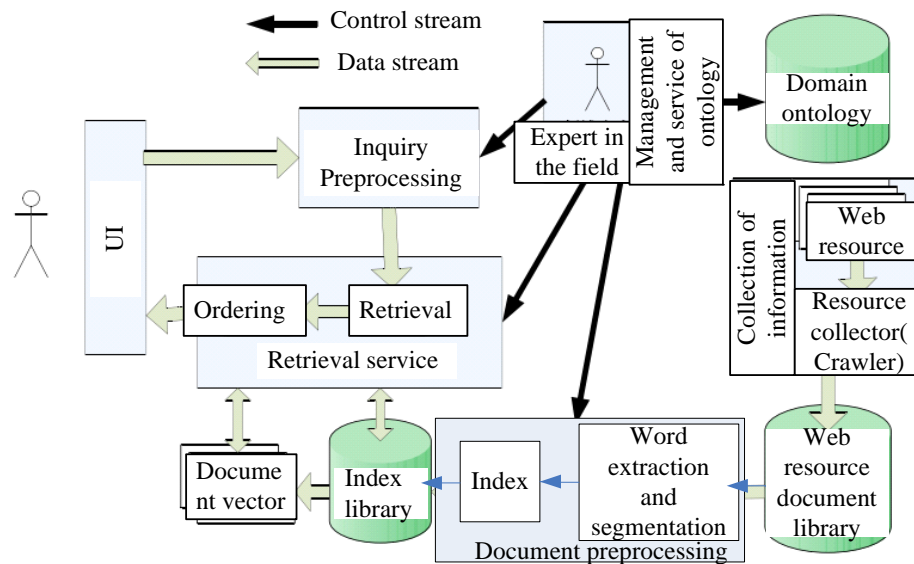 Control stream
Data stream
Management
and service of
ontology
Domain
ontology
Expert in
the field
Inquiry
Preprocessing
UI
Collection of
information
Web
resource
Resource
collector(
Crawler)
Ordering
Retrieval
Retrieval service
Docume
nt vector
Index
library
Index
Word
extraction
and
segmentation
Document preprocessing
Web
resource
document
library